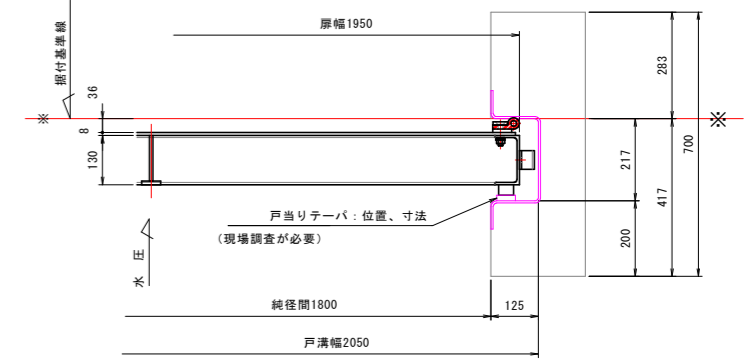 据付基準線
扉幅1950
36
8
130
※
※
283
700
217
417
200
戸当りテーパ：位置、寸法
（現場調査が必要）
水 圧
純径間1800
125
戸溝幅2050